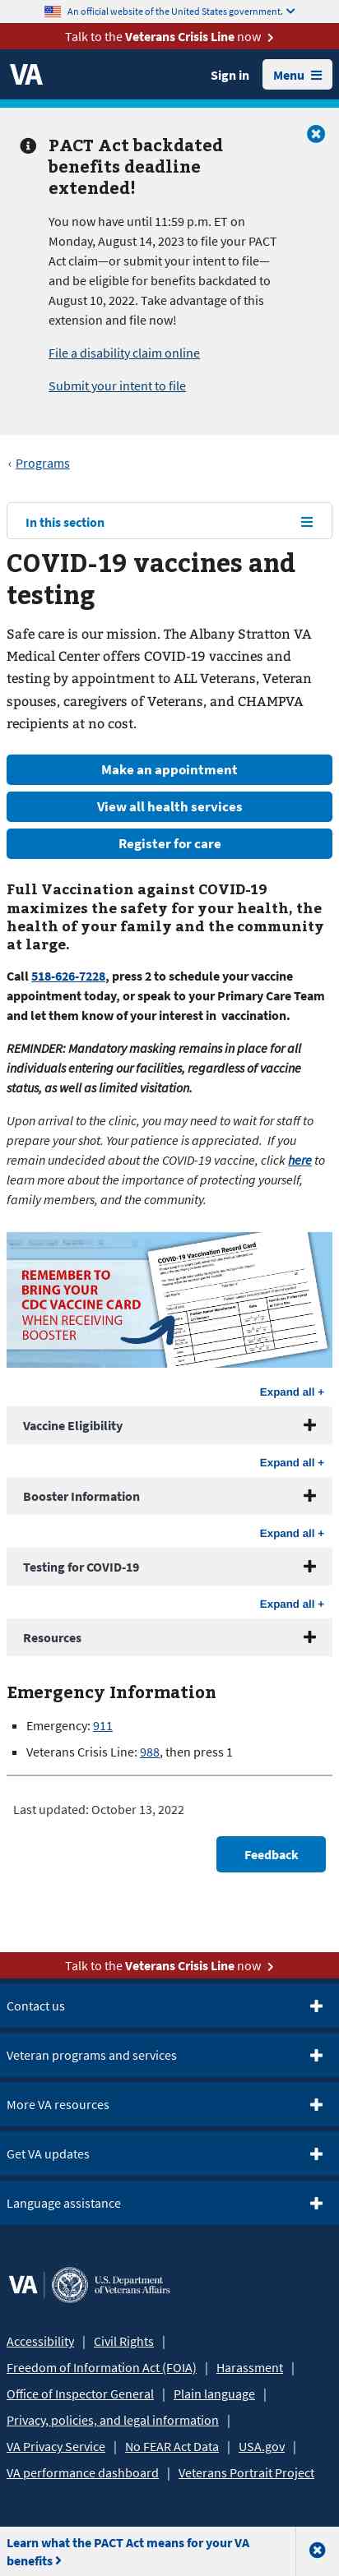 An official website of the United States government.
Talk to the Veterans Crisis Line now
VA
Sign in
Menu
PACT Act backdated
benefits deadline
extended!
You now have until 11:59 p.m. ET on
Monday, August 14, 2023 to file your PACT
Act claim—or submit your intent to file—
and be eligible for benefits backdated to
August 10, 2022. Take advantage of this
extension and file now!
File a disability claim online
Submit your intent to file
‹ Programs
In this section
COVID-19 vaccines and
testing
Safe care is our mission. The Albany Stratton VA
Medical Center offers COVID-19 vaccines and
testing by appointment to ALL Veterans, Veteran
spouses, caregivers of Veterans, and CHAMPVA
recipients at no cost.
Make an appointment
View all health services
Register for care
Full Vaccination against COVID-19
maximizes the safety for your health, the
health of your family and the community
at large.
Call 518-626-7228, press 2 to schedule your vaccine
appointment today, or speak to your Primary Care Team
and let them know of your interest in vaccination.
REMINDER: Mandatory masking remains in place for all
individuals entering our facilities, regardless of vaccine
status, as well as limited visitation.
Upon arrival to the clinic, you may need to wait for staff to
prepare your shot. Your patience is appreciated. If you
remain undecided about the COVID-19 vaccine, click here to
learn more about the importance of protecting yourself,
family members, and the community.
REMEMBER TO
BRING YOUR
CDC VACCINE CARD
WHEN RECEIVING
BOOSTER
COVID-19 Vaccination Record Card
Expand all +
Vaccine Eligibility
Expand all +
Booster Information
Expand all +
Testing for COVID-19
Expand all +
Resources
Emergency Information
Emergency: 911
Veterans Crisis Line: 988, then press 1
Last updated: October 13, 2022
Feedback
Talk to the Veterans Crisis Line now
Contact us
Veteran programs and services
More VA resources
Get VA updates
Language assistance
VA
U.S. Department
of Veterans Affairs
Accessibility | Civil Rights |
Freedom of Information Act (FOIA) | Harassment |
Office of Inspector General | Plain language |
Privacy, policies, and legal information |
VA Privacy Service | No FEAR Act Data | USA.gov |
VA performance dashboard | Veterans Portrait Project
Learn what the PACT Act means for your VA
benefits